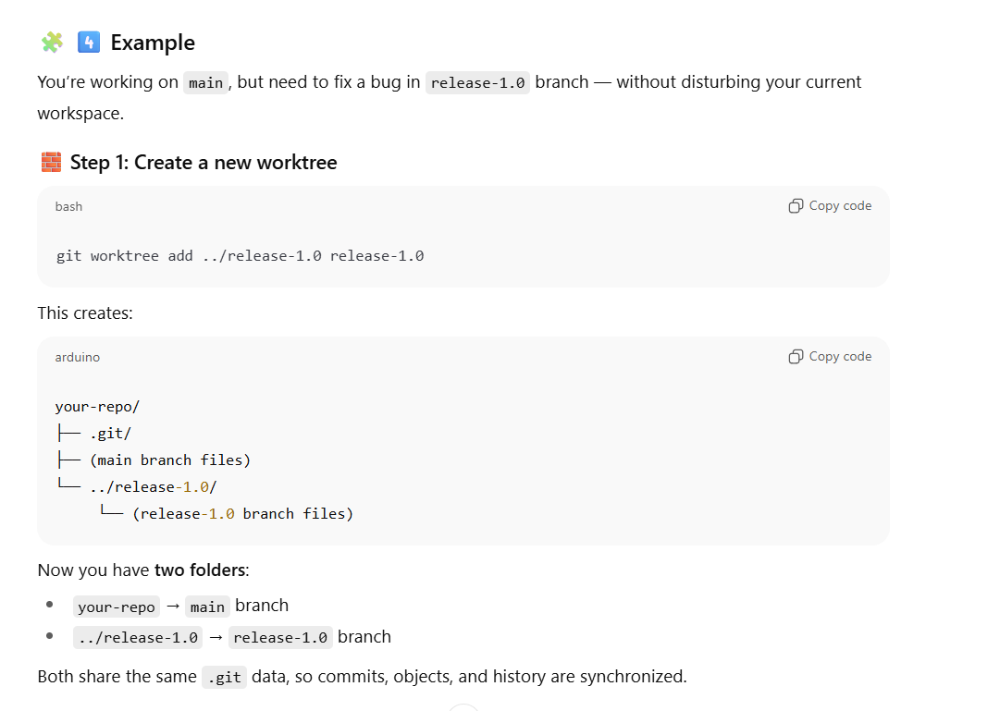 🧩 4️⃣ Example
You’re working on main, but need to fix a bug in release-1.0 branch — without disturbing your current
workspace.
🧱 Step 1: Create a new worktree
bash
Copy code
git worktree add ../release-1.0 release-1.0
This creates:
arduino
Copy code
your-repo/
├── .git/
├── (main branch files)
└── ../release-1.0/
     └── (release-1.0 branch files)
Now you have two folders:
• your-repo → main branch
• ../release-1.0 → release-1.0 branch
Both share the same .git data, so commits, objects, and history are synchronized.